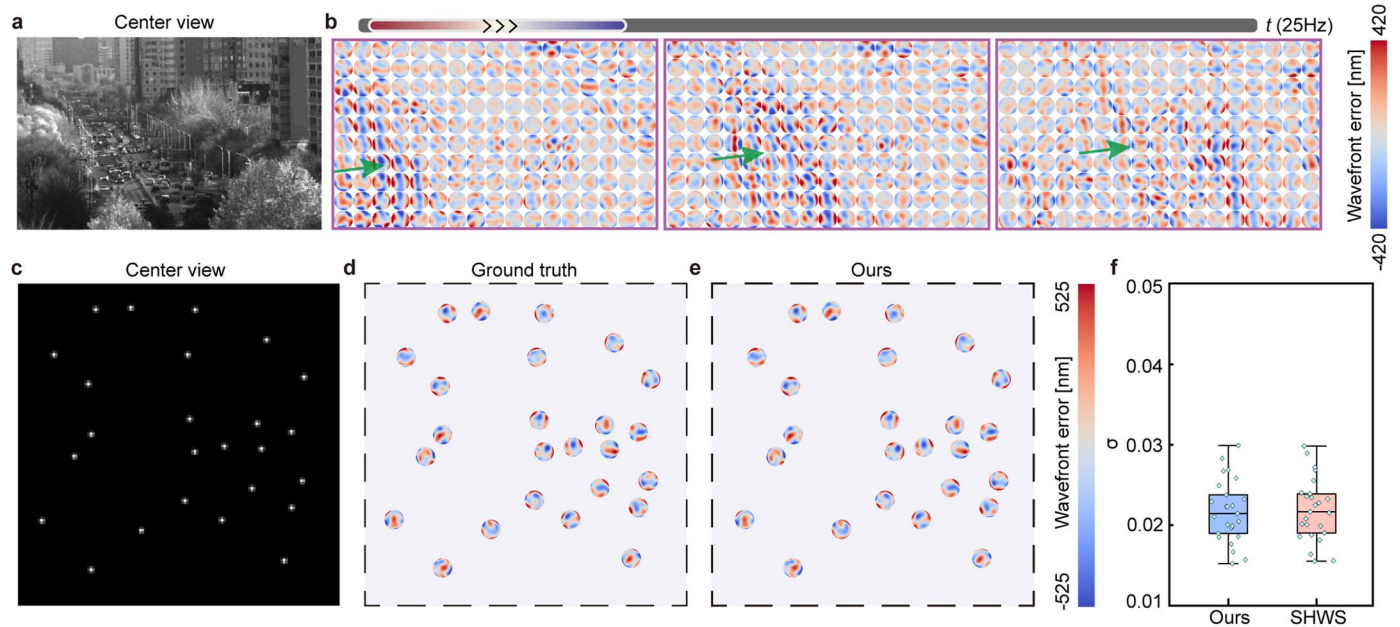 a
Center view
b
t (25Hz)
Wavefront error [nm]
420
-420
c
Center view
d
Ground truth
e
Ours
Wavefront error [nm]
525
-525
f
σ
0.05
0.04
0.03
0.02
0.01
Ours
SHWS